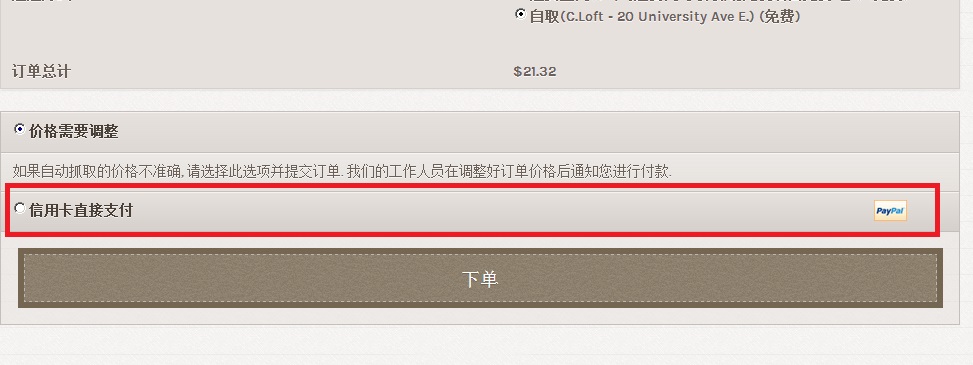 自取(C.Loft - 20 University Ave E.) (免费)
订单总计 $21.32
价格需要调整
如果自动抓取的价格不准确,请选择此选项并提交订单. 我们的工作人员在调整好订单价格后通知您进行付款.
信用卡直接支付 PayPal
下单